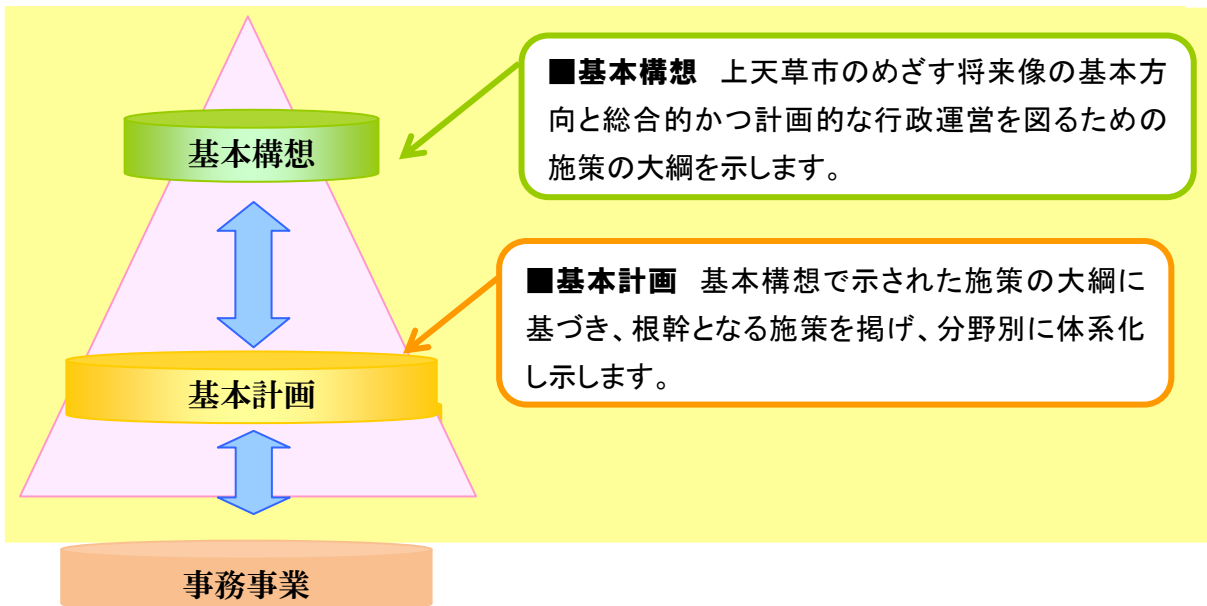 基本構想
■基本構想 上天草市のめざす将来像の基本方
向と総合的かつ計画的な行政運営を図るための
施策の大綱を示します。
■基本計画 基本構想で示された施策の大綱に
基づき、根幹となる施策を掲げ、分野別に体系化
し示します。
基本計画
事務事業